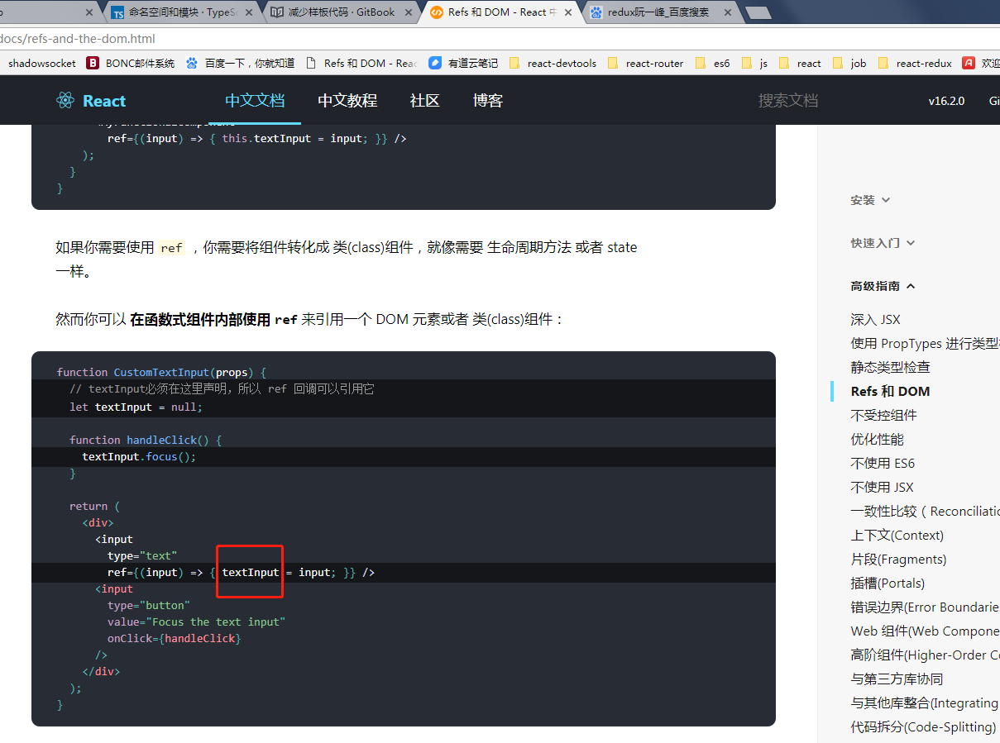 命名空间和模块 · TypeSc
减少样板代码 · GitBook
Refs 和 DOM - React 中
redux阮一峰_百度搜索
docs/refs-and-the-dom.html
shadowsocket
BONC邮件系统
百度一下，你就知道
Refs 和 DOM - Reac
有道云笔记
react-devtools
react-router
es6
js
react
job
react-redux
欢迎
React
中文文档
中文教程
社区
博客
搜索文档
v16.2.0
Gi
ref={(input) => { this.textInput = input; }} />
);
}
}
如果你需要使用 ref ，你需要将组件转化成 类(class)组件，就像需要 生命周期方法 或者 state
一样。
然而你可以 在函数式组件内部使用 ref 来引用一个 DOM 元素或者 类(class)组件：
function CustomTextInput(props) {
// textInput必须在这里声明，所以 ref 回调可以引用它
let textInput = null;
function handleClick() {
textInput.focus();
}
return (
<div>
<input
type="text"
ref={(input) => { textInput = input; }} />
<input
type="button"
value="Focus the text input"
onClick={handleClick}
/>
</div>
);
}
安装
快速入门
高级指南
深入 JSX
使用 PropTypes 进行类型
静态类型检查
Refs 和 DOM
不受控组件
优化性能
不使用 ES6
不使用 JSX
一致性比较（Reconciliatio
上下文(Context)
片段(Fragments)
插槽(Portals)
错误边界(Error Boundarie
Web 组件(Web Compone
高阶组件(Higher-Order Co
与第三方库协同
与其他库整合(Integrating
代码拆分(Code-Splitting)